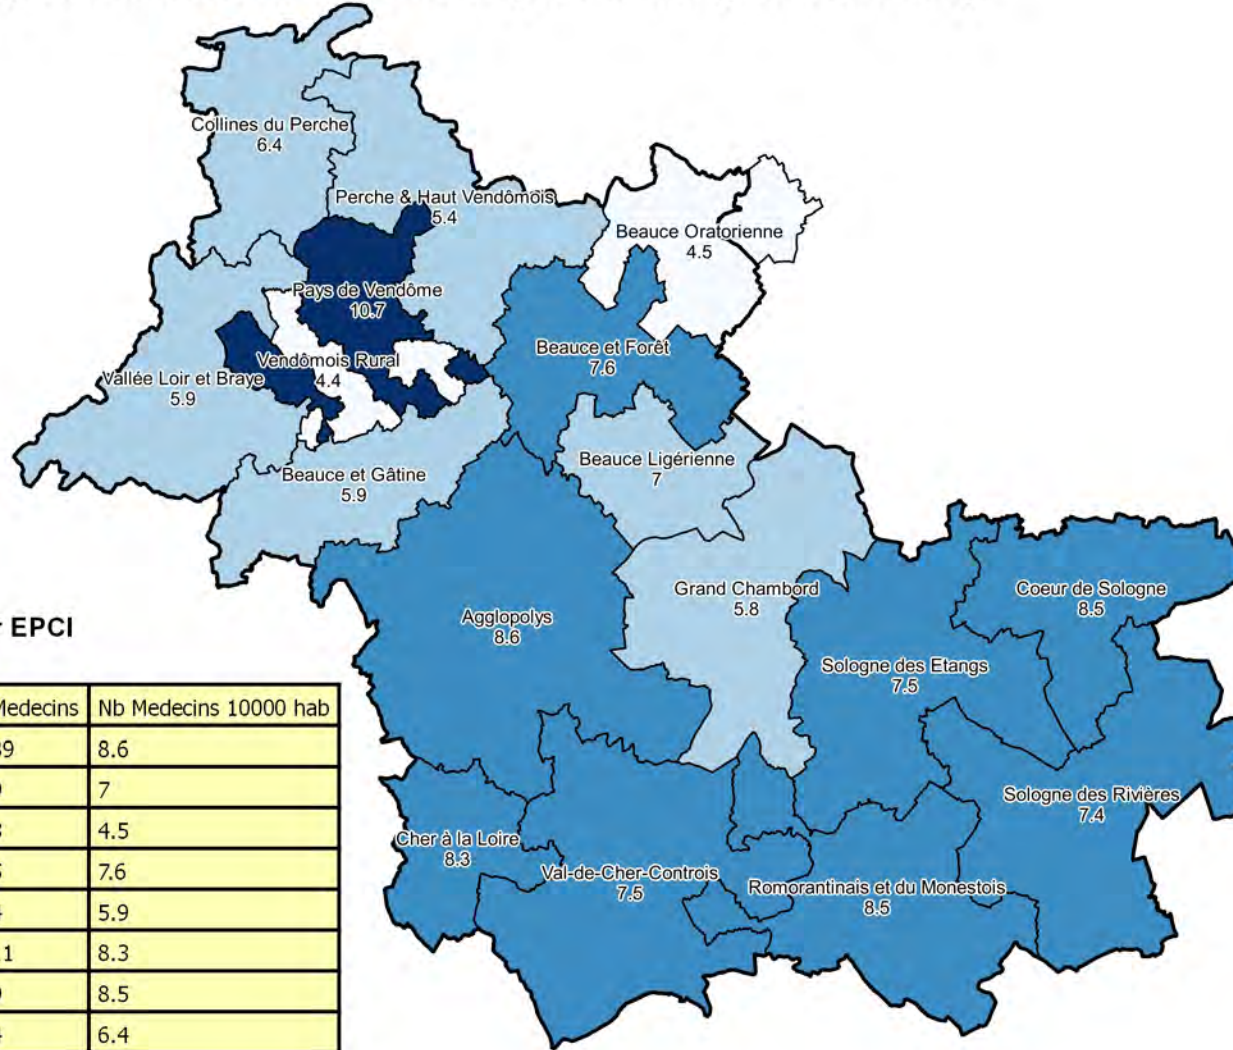 Collines du Perche
6.4
Perche & Haut Vendômois
5.4
Beauce Oratorienne
4.5
Pays de Vendôme
10.7
Beauce et Forêt
7.6
Vendômois Rural
4.4
Vallée Loir et Braye
5.9
Beauce Ligérienne
7
Beauce et Gâtine
5.9
Grand Chambord
5.8
Coeur de Sologne
8.5
Agglopolys
8.6
Sologne des Etangs
7.5
Sologne des Rivières
7.4
Cher à la Loire
8.3
Val-de-Cher-Controis
7.5
Romorantinais et du Monestois
8.5
EPCI
Medecins Nb Medecins 10000 hab
9 8.6
7
4.5
7.6
5.9
1 8.3
8.5
6.4